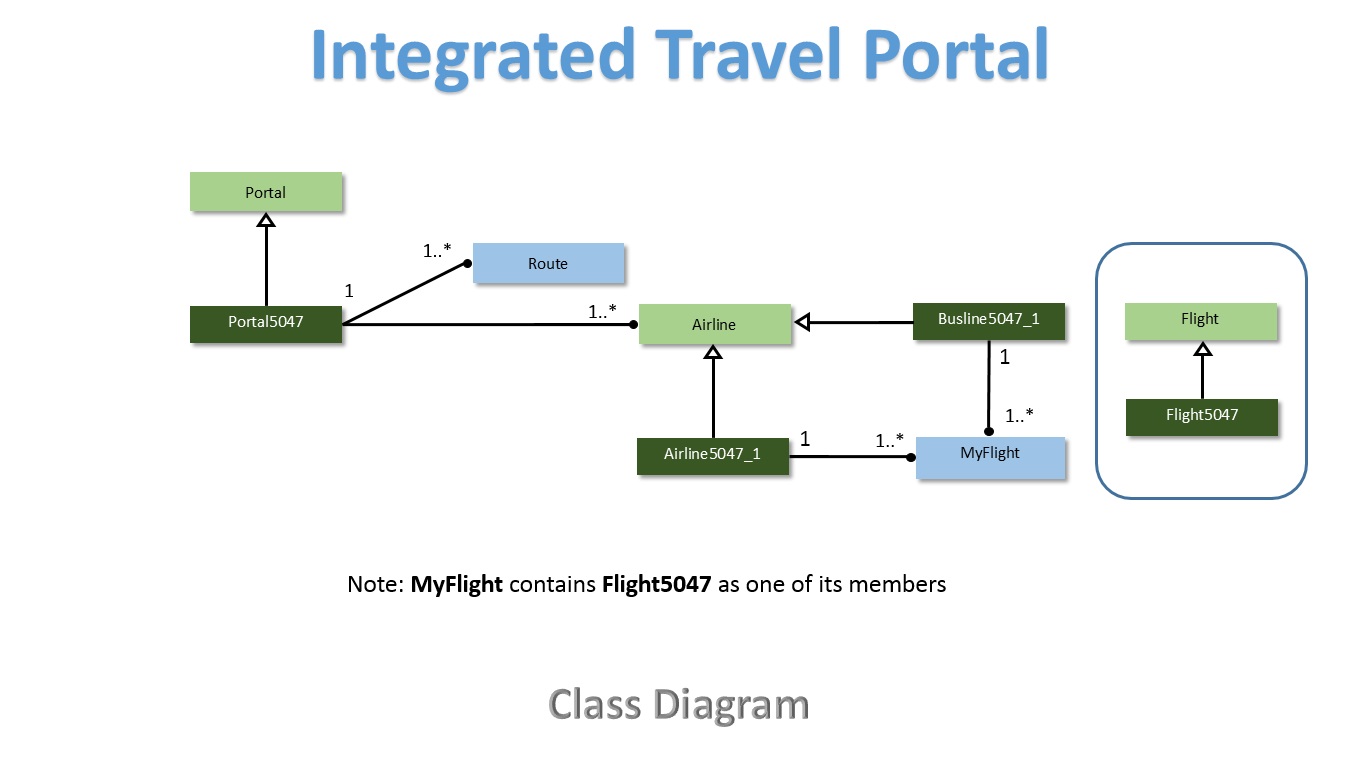 Integrated Travel Portal
Portal
1..*
Route
1
Portal5047
1..*
Airline
Busline5047_1
Flight
1
1..*
Flight5047
Airline5047_1
1
1..*
MyFlight
Note: MyFlight contains Flight5047 as one of its members
Class Diagram